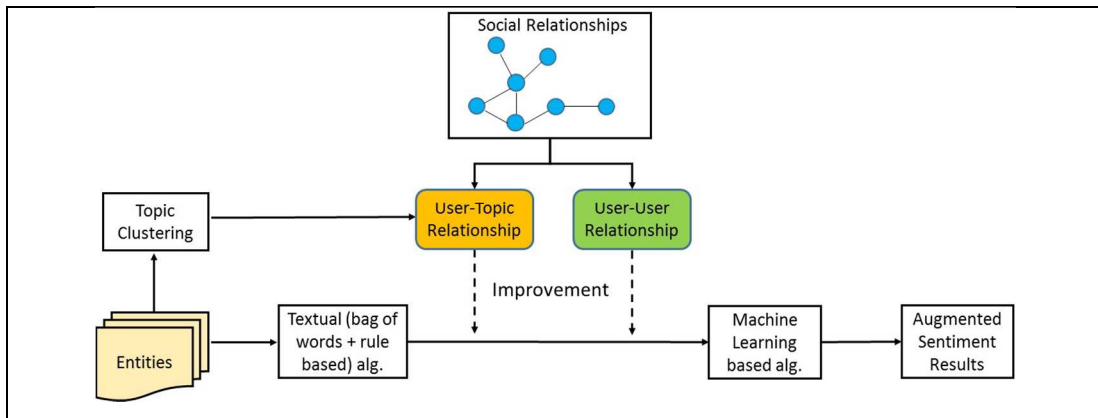 Social Relationships
Topic
Clustering
User-Topic
Relationship
User-User
Relationship
Improvement
Entities
Textual (bag of
words + rule
based) alg.
Machine
Learning
based alg.
Augmented
Sentiment
Results